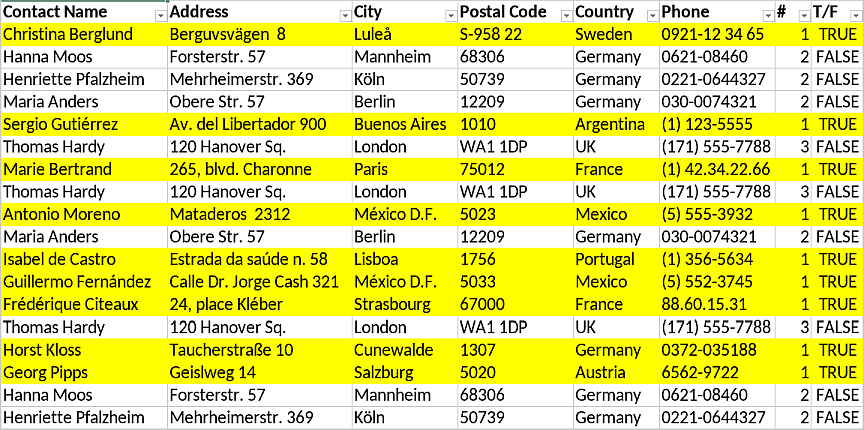 Contact Name Address City Postal Code Country Phone # T/F
Christina Berglund Berguvsvägen 8 Luleå S-958 22 Sweden 0921-12 34 65 1 TRUE
Hanna Moos Forsterstr. 57 Mannheim 68306 Germany 0621-08460 2 FALSE
Henriette Pfalzheim Mehrheimerstr. 369 Köln 50739 Germany 0221-0644327 2 FALSE
Maria Anders Obere Str. 57 Berlin 12209 Germany 030-0074321 2 FALSE
Sergio Gutiérrez Av. del Libertador 900 Buenos Aires 1010 Argentina (1) 123-5555 1 TRUE
Thomas Hardy 120 Hanover Sq. London WA1 1DP UK (171) 555-7788 3 FALSE
Marie Bertrand 265, blvd. Charonne Paris 75012 France (1) 42.34.22.66 1 TRUE
Thomas Hardy 120 Hanover Sq. London WA1 1DP UK (171) 555-7788 3 FALSE
Antonio Moreno Mataderos 2312 México D.F. 5023 Mexico (5) 555-3932 1 TRUE
Maria Anders Obere Str. 57 Berlin 12209 Germany 030-0074321 2 FALSE
Isabel de Castro Estrada da saúde n. 58 Lisboa 1756 Portugal (1) 356-5634 1 TRUE
Guillermo Fernández Calle Dr. Jorge Cash 321 México D.F. 5033 Mexico (5) 552-3745 1 TRUE
Frédérique Citeaux 24, place Kléber Strasbourg 67000 France 88.60.15.31 1 TRUE
Thomas Hardy 120 Hanover Sq. London WA1 1DP UK (171) 555-7788 3 FALSE
Horst Kloss Taucherstraße 10 Cunewalde 1307 Germany 0372-035188 1 TRUE
Georg Pipps Geislweg 14 Salzburg 5020 Austria 6562-9722 1 TRUE
Hanna Moos Forsterstr. 57 Mannheim 68306 Germany 0621-08460 2 FALSE
Henriette Pfalzheim Mehrheimerstr. 369 Köln 50739 Germany 0221-0644327 2 FALSE